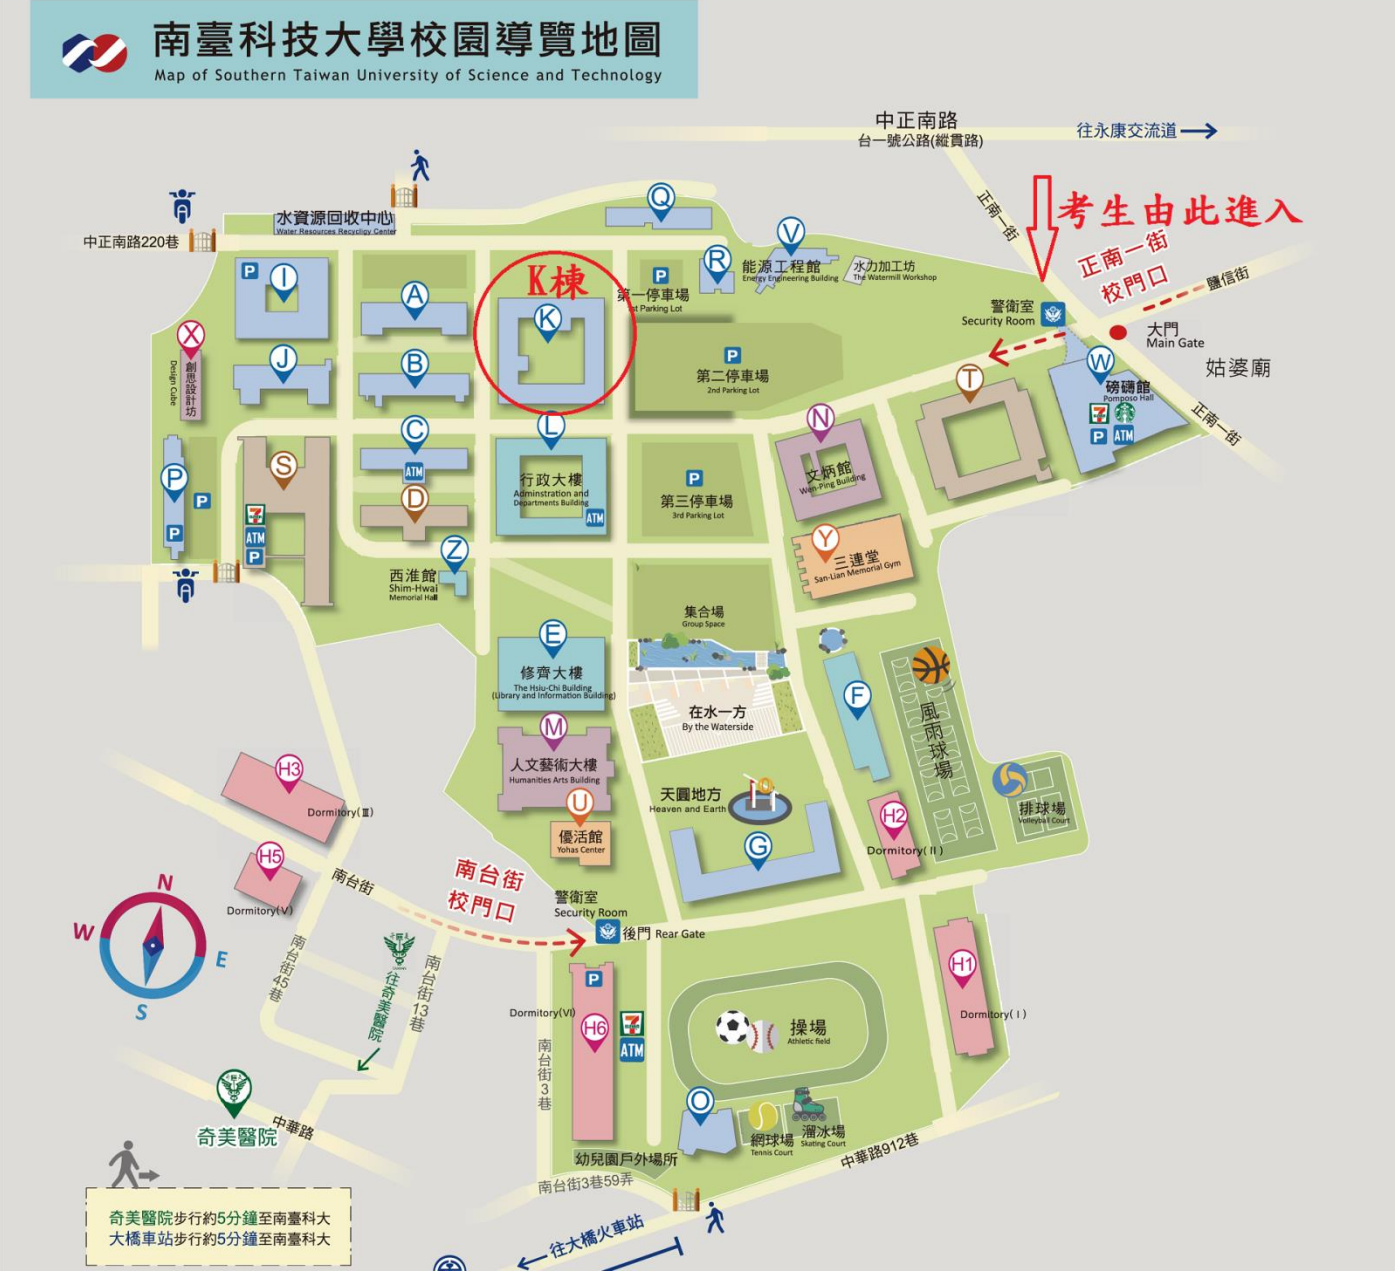 南臺科技大學校園導覽地圖
Map of Southern Taiwan University of Science and Technology
中正南路
台一號公路(縱貫路)
往永康交流道
正南一街
考生由此進入
正南一街
校門口
鹽信街
水資源回收中心
Water Resources Recycligy Center
中正南路220巷
Q
V
R
能源工程館
Energy Engineering Building
水力加工坊
The Watermill Workshop
P
I
A
K棟
K
P
第一停車場
1st Parking Lot
警衛室
Security Room
大門
Main Gate
姑婆廟
X
創思設計坊
Design Cube
J
B
P
第二停車場
2nd Parking Lot
T
W
磅礴館
Pomposo Hall
7
P
ATM
正南一街
N
文炳館
Wen-Ping Building
C
ATM
L
行政大樓
Adminstration and
Departments Building
ATM
P
第三停車場
3rd Parking Lot
P
P
P
S
7
ATM
P
D
Z
西淮館
Shim-Hwai
Memorial Hall
Y
三連堂
San-Lian Memorial Gym
集合場
Group Space
E
修齊大樓
The Hsiu-Chi Building
(Library and Information Building)
在水一方
By the Waterside
F
風雨球場
M
人文藝術大樓
Humanities Arts Building
U
優活館
Yohas Center
天圓地方
Heaven and Earth
G
H2
Dormitory(II)
排球場
Volleyball Court
H3
Dormitory(III)
H5
Dormitory(V)
南台街
南台街
校門口
警衛室
Security Room
後門 Rear Gate
N
W
E
S
南台街45巷
往奇美醫院
南台街13巷
Dormitory(VI)
P
H6
7
ATM
南台街3巷
操場
Athletic field
H1
Dormitory(I)
奇美醫院
中華路
O
網球場
Tennis Court
溜冰場
Skating Court
幼兒園戶外場所
南台街3巷59弄
中華路912巷
奇美醫院步行約5分鐘至南臺科大
大橋車站步行約5分鐘至南臺科大
往大橋火車站